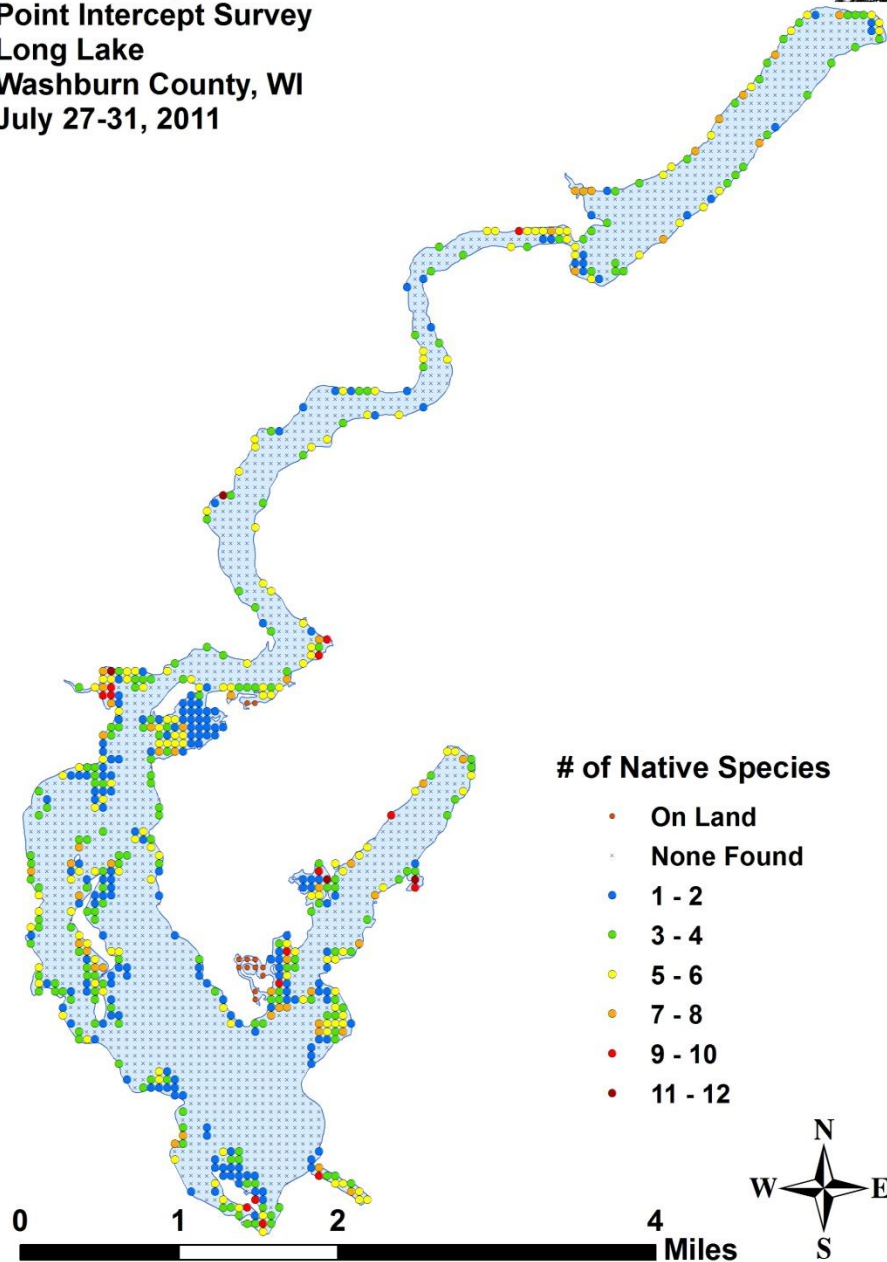 Point Intercept Survey
Long Lake
Washburn County, WI
July 27-31, 2011
# of Native Species
On Land
None Found
1 - 2
3 - 4
5 - 6
7 - 8
9 - 10
11 - 12
N
W E
S
0 1 2 4
Miles